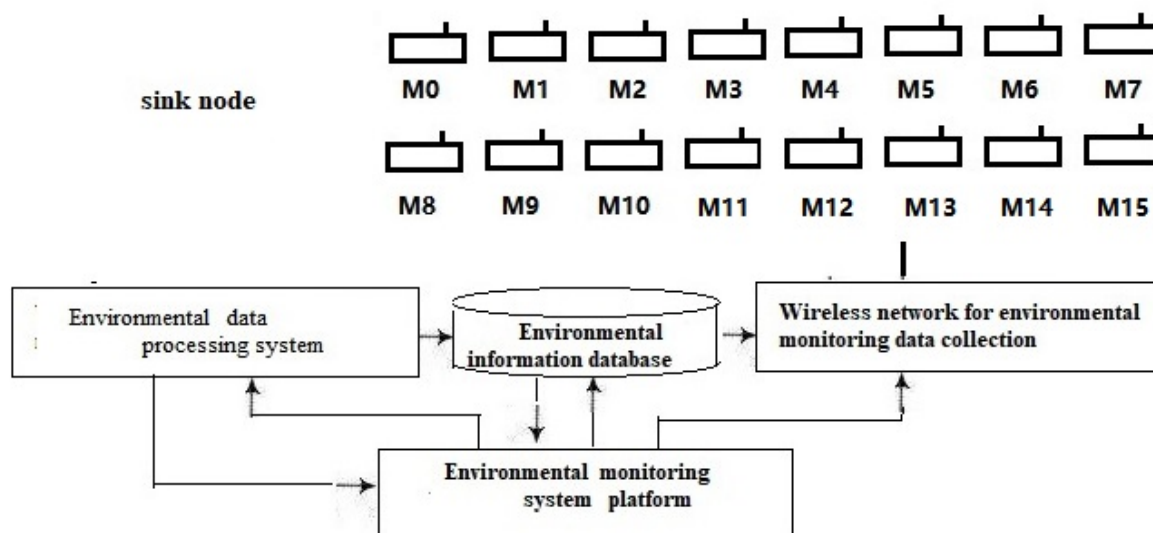 M0 M1 M2 M3 M4 M5 M6 M7
sink node
M8 M9 M10 M11 M12 M13 M14 M15
Environmental data
processing system
Environmental
information database
Wireless network for environmental
monitoring data collection
Environmental monitoring
system platform